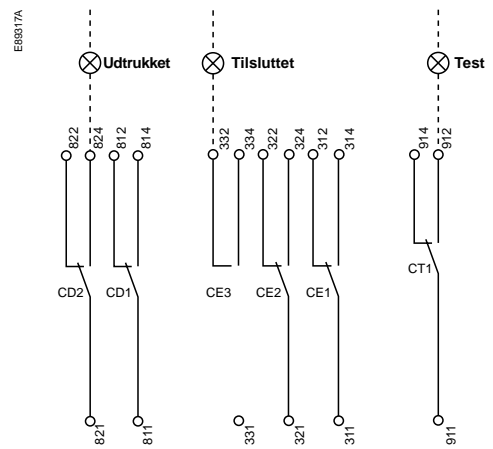 E89317A
Udtrukket
Tilsluttet
Test
822
824
812
814
332
334
322
324
312
314
914
912
CD2
CD1
CE3
CE2
CE1
CT1
821
811
331
321
311
911